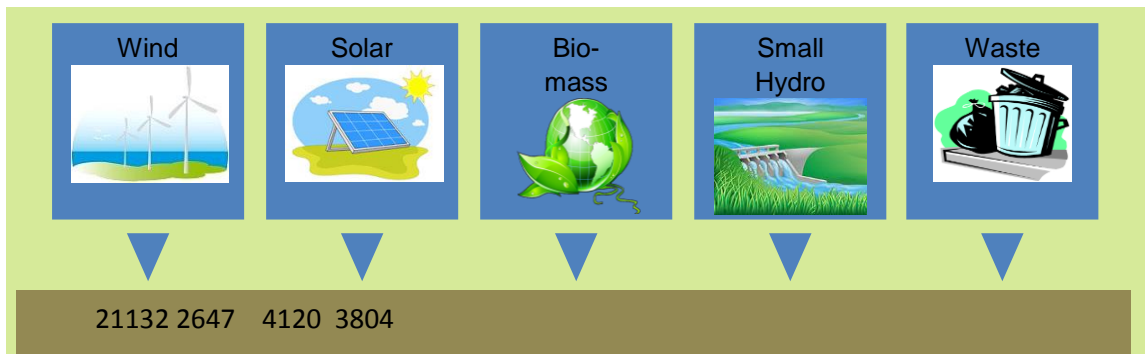 Wind
Solar
Bio-
mass
Small
Hydro
Waste
21132 2647 4120 3804